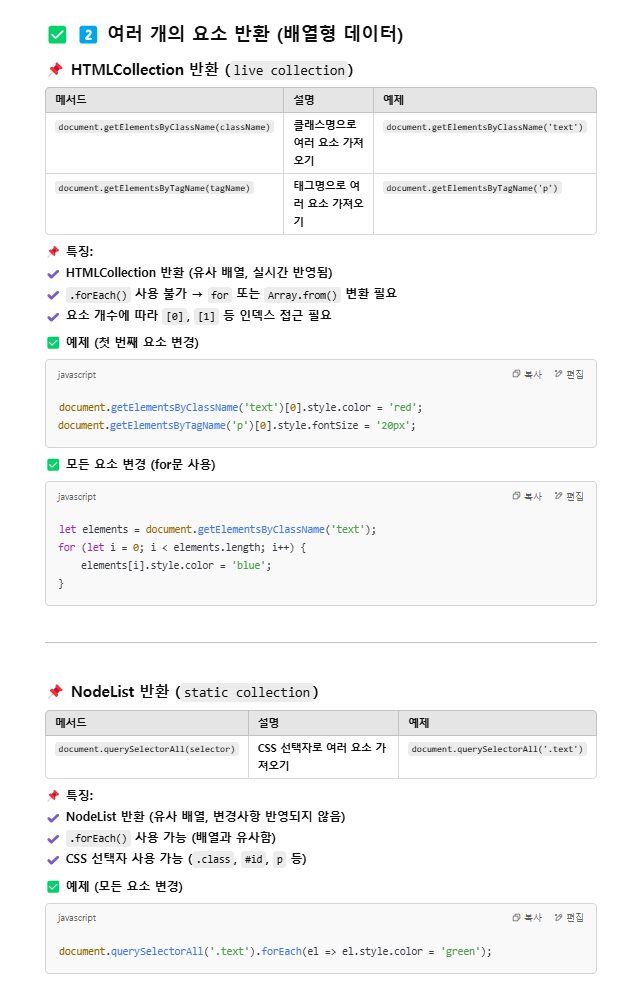 ✅ 2️⃣ 여러 개의 요소 반환 (배열형 데이터)
📌 HTMLCollection 반환 (live collection)
메서드 설명 예제
document.getElementsByClassName(className) 클래스명으로 여러 요소 가져오기 document.getElementsByClassName('text')
document.getElementsByTagName(tagName) 태그명으로 여러 요소 가져오기 document.getElementsByTagName('p')
📌 특징:
✔ HTMLCollection 반환 (유사 배열, 실시간 반영됨)
✔ .forEach() 사용 불가 → for 또는 Array.from() 변환 필요
✔ 요소 개수에 따라 [0], [1] 등 인덱스 접근 필요
✅ 예제 (첫 번째 요소 변경)
javascript 복사 편집
document.getElementsByClassName('text')[0].style.color = 'red';
document.getElementsByTagName('p')[0].style.fontSize = '20px';
✅ 모든 요소 변경 (for문 사용)
javascript 복사 편집
let elements = document.getElementsByClassName('text');
for (let i = 0; i < elements.length; i++) {
    elements[i].style.color = 'blue';
}
📌 NodeList 반환 (static collection)
메서드 설명 예제
document.querySelectorAll(selector) CSS 선택자로 여러 요소 가져오기 document.querySelectorAll('.text')
📌 특징:
✔ NodeList 반환 (유사 배열, 변경사항 반영되지 않음)
✔ .forEach() 사용 가능 (배열과 유사함)
✔ CSS 선택자 사용 가능 (.class, #id, p 등)
✅ 예제 (모든 요소 변경)
javascript 복사 편집
document.querySelectorAll('.text').forEach(el => el.style.color = 'green');